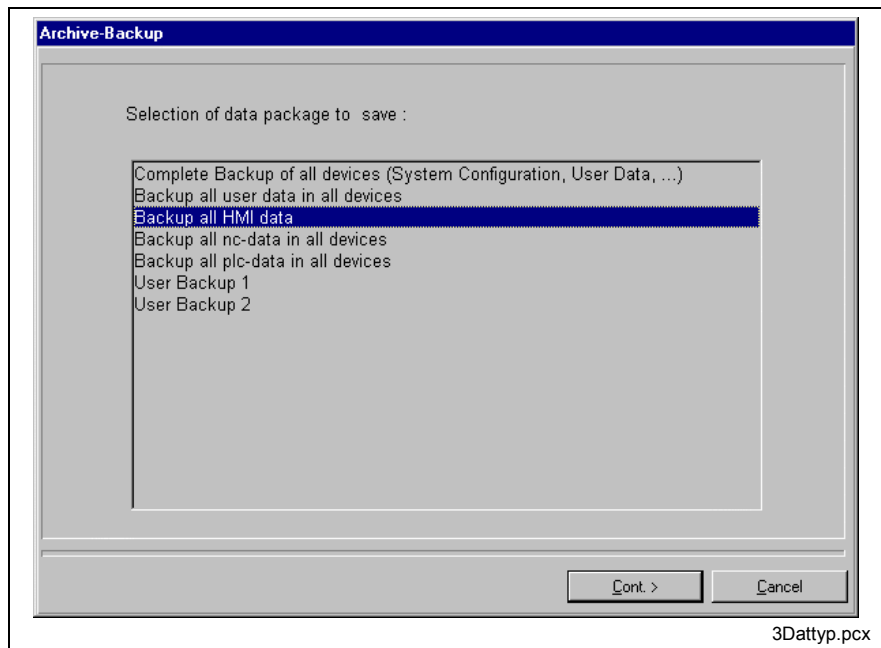 Archive-Backup
Selection of data package to save :
Complete Backup of all devices (System Configuration, User Data, ...)
Backup all user data in all devices
Backup all HMI data
Backup all nc-data in all devices
Backup all plc-data in all devices
User Backup 1
User Backup 2
Cont. > Cancel
3Dattyp.pcx